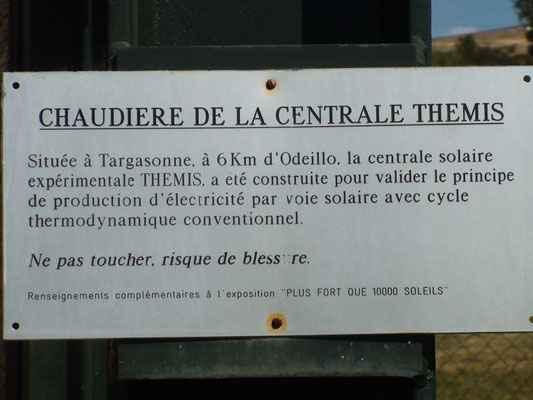 CHAUDIERE DE LA CENTRALE THEMIS
Située à Targasonne, à 6Km d'Odeillo, la centrale solaire
expérimentale THEMIS, a été construite pour valider le principe
de production d'électricité par voie solaire avec cycle
thermodynamique conventionnel.
Ne pas toucher, risque de blessure.
Renseignements complémentaires à l'exposition "PLUS FORT QUE 10000 SOLEILS"